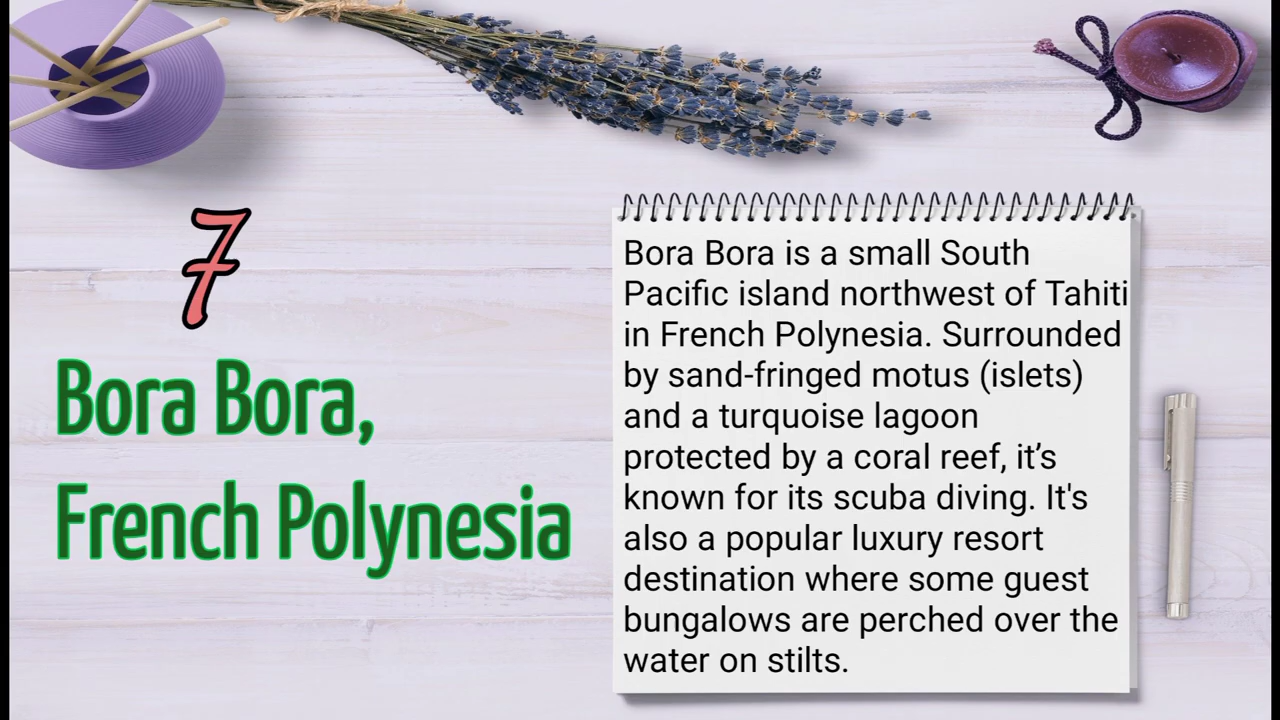 7
Bora Bora,
French Polynesia
Bora Bora is a small South
Pacific island northwest of Tahiti
in French Polynesia. Surrounded
by sand-fringed motus (islets)
and a turquoise lagoon
protected by a coral reef, it’s
known for its scuba diving. It's
also a popular luxury resort
destination where some guest
bungalows are perched over the
water on stilts.